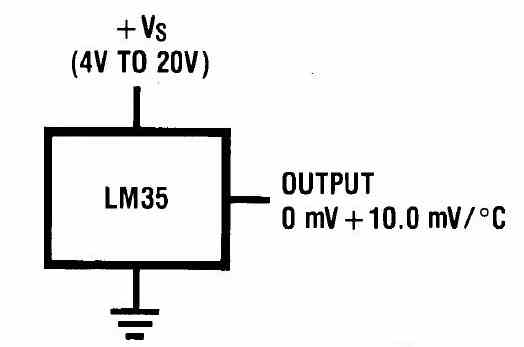 +VS
(4V TO 20V)
LM35
OUTPUT
0 mV + 10.0 mV/°C